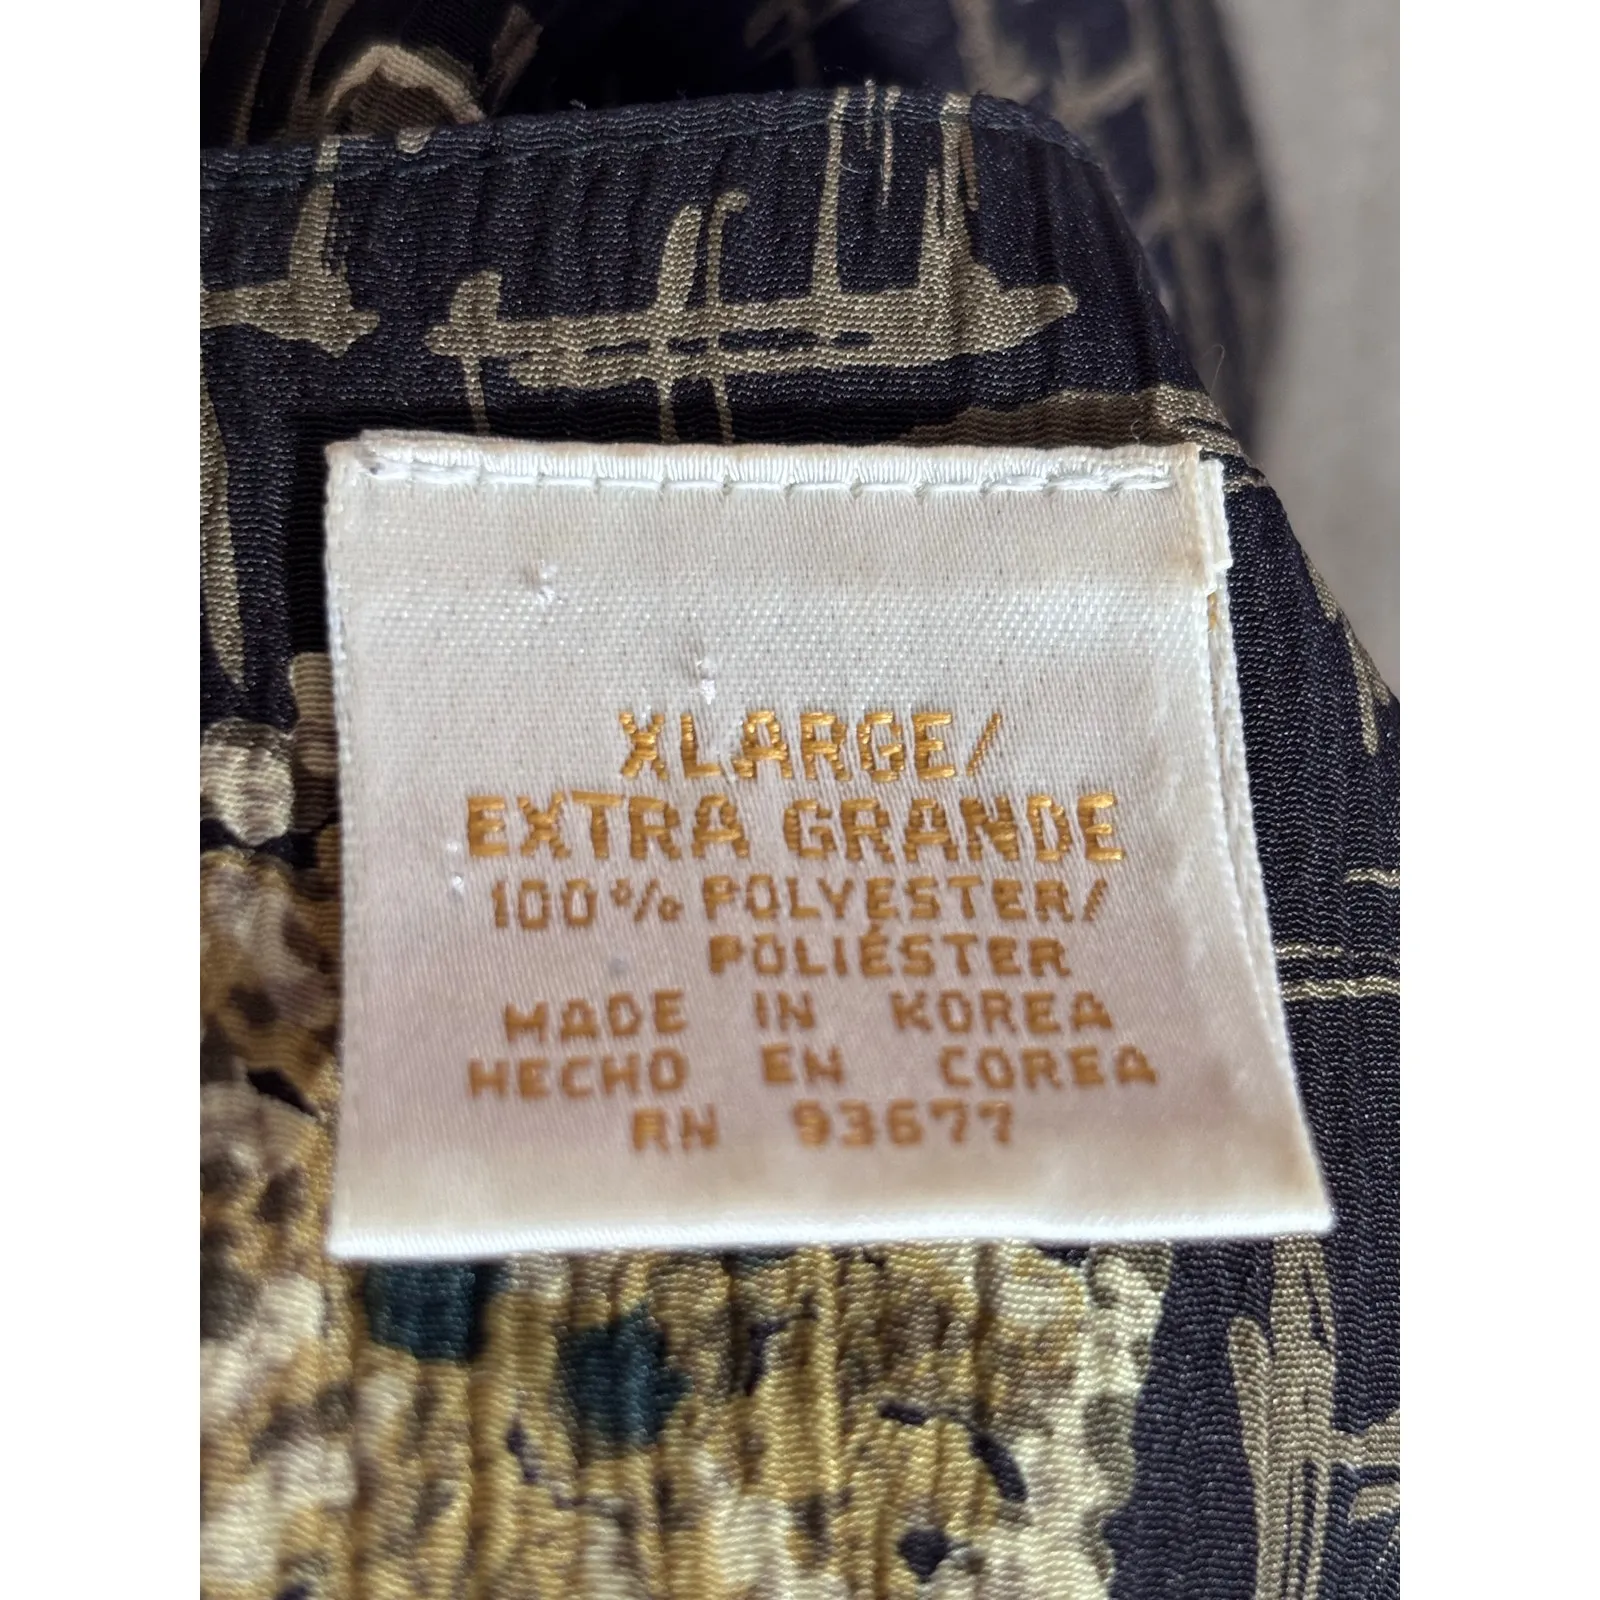 XLARGE/
EXTRA GRANDE
100% POLYESTER/
POLIÉSTER
MADE IN KOREA
HECHO EN COREA
RN 93677